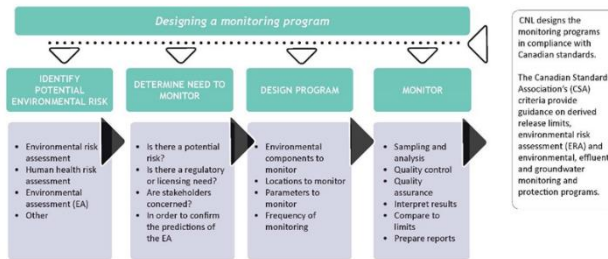 Designing a monitoring program
IDENTIFY
POTENTIAL
ENVIRONMENTAL RISK
• Environmental risk
assessment
• Human health risk
assessment
• Environmental
assessment (EA)
• Other
DETERMINE NEED TO
MONITOR
• Is there a potential
risk?
• Is there a regulatory
or licensing need?
• Are stakeholders
concerned?
• In order to confirm
the predictions of
the EA
DESIGN PROGRAM
• Environmental
components to
monitor
• Locations to monitor
• Parameters to
monitor
• Frequency of
monitoring
MONITOR
• Sampling and
analysis
• Quality control
• Quality
assurance
• Interpret results
• Compare to
limits
• Prepare reports
CNL designs the
monitoring programs
in compliance with
Canadian standards.
The Canadian Standard
Association's (CSA)
criteria provide
guidance on derived
release limits,
environmental risk
assessment (ERA) and
environmental, effluent
and groundwater
monitoring and
protection programs.